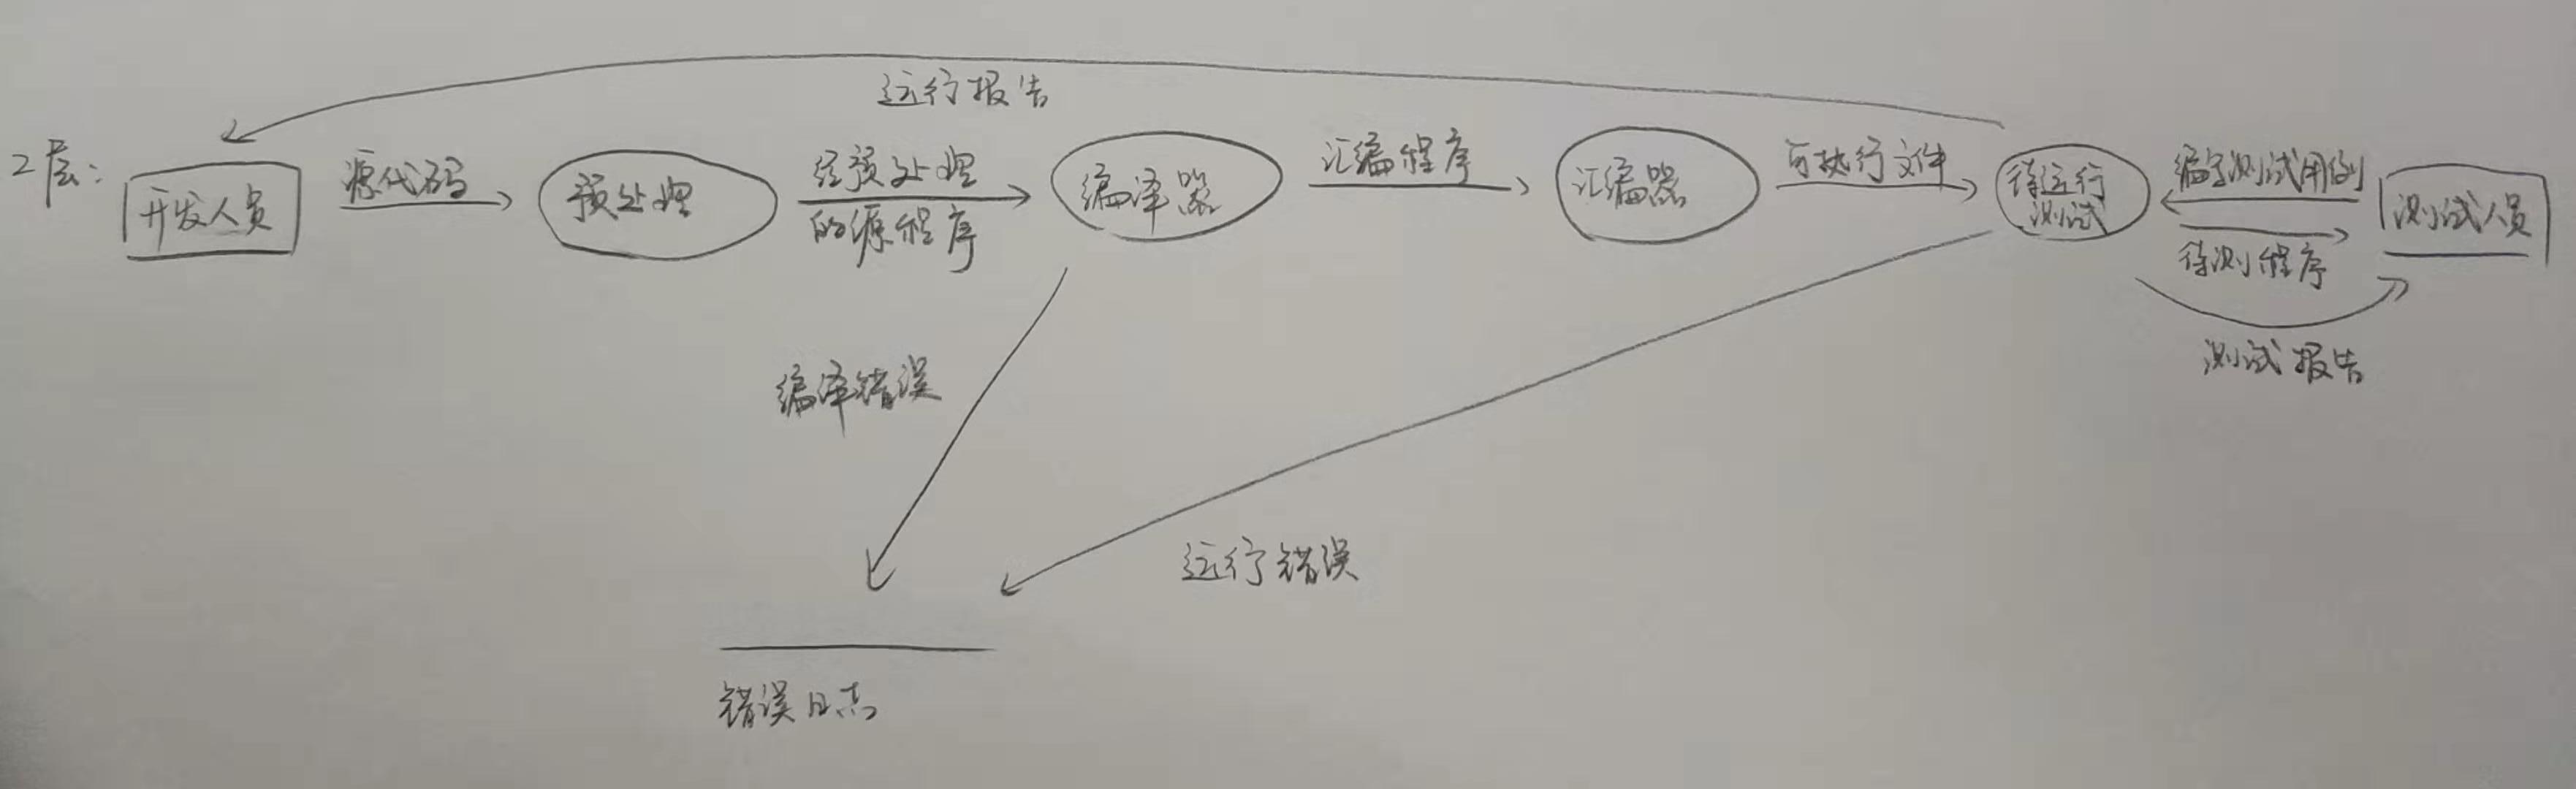 运行报告
2层:
开发人员
源代码
预处理
经预处理
的源程序
编译器
汇编程序
汇编器
可执行文件
待运行
测试
编写测试用例
待测程序
测试人员
测试报告
编译错误
运行错误
错误日志